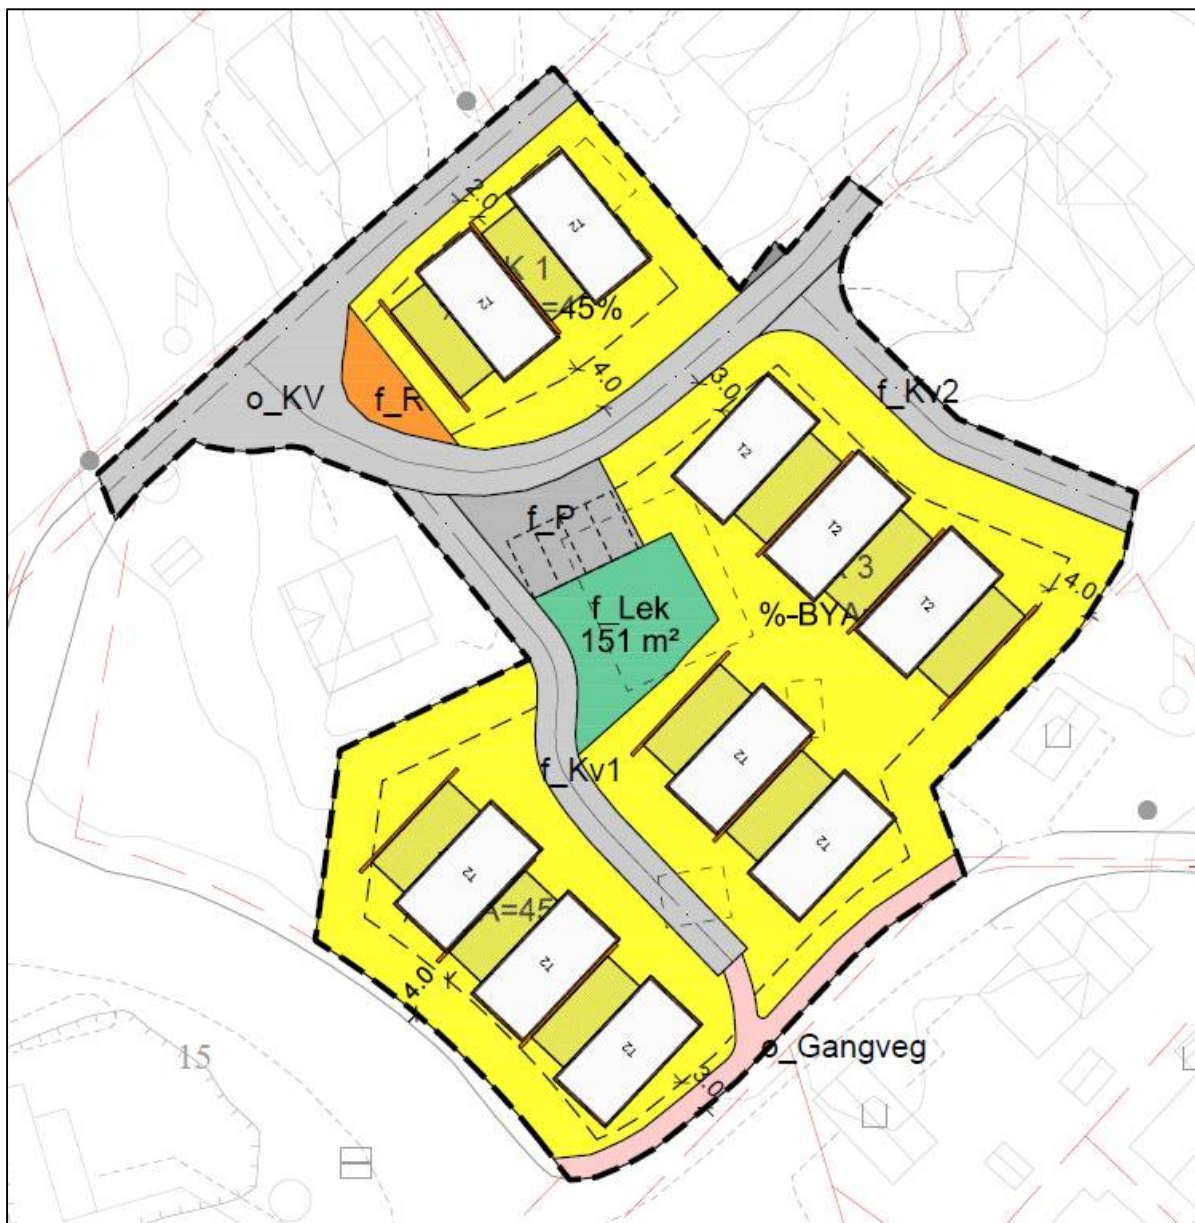 2.0
T2
K 1
T2
=45%
4.0
o_KV
f_R
3.0
f_Kv2
T2
T2
f_P
3
4.0
T2
f_Lek
151 m²
%-BYA
T2
f_Kv1
T2
T2
A=45
T2
4.0
T2
3.0
o_Gangveg
15